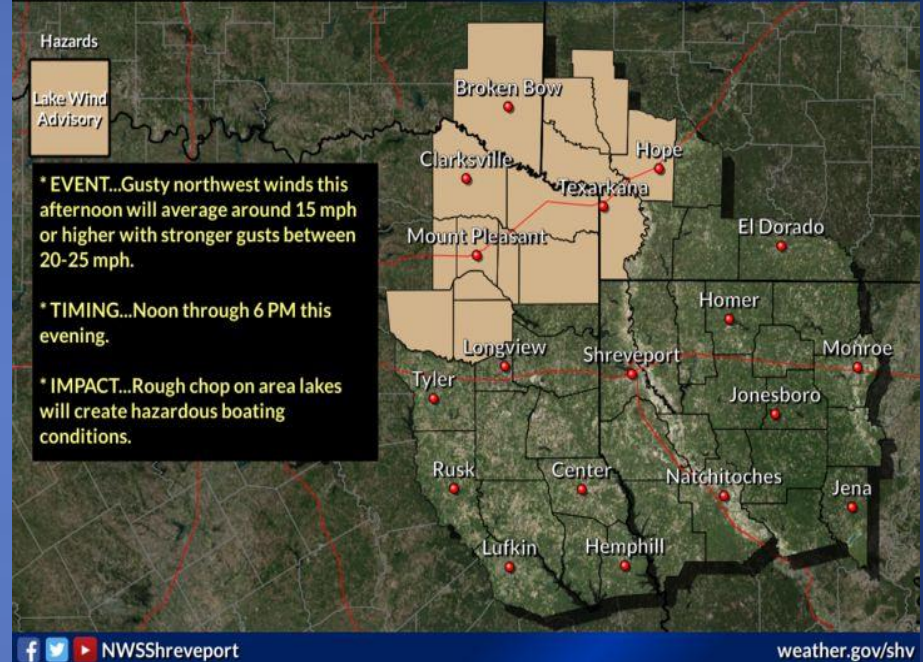 Hazards
Lake Wind
Advisory
* EVENT...Gusty northwest winds this
afternoon will average around 15 mph
or higher with stronger gusts between
20-25 mph.
* TIMING...Noon through 6 PM this
evening.
* IMPACT...Rough chop on area lakes
will create hazardous boating
conditions.
Broken Bow
Clarksville
Hope
Texarkana
Mount Pleasant
El Dorado
Homer
Longview
Shreveport
Monroe
Tyler
Jonesboro
Rusk
Center
Natchitoches
Jena
Lufkin
Hemphill
NWSShreveport
weather.gov/shv